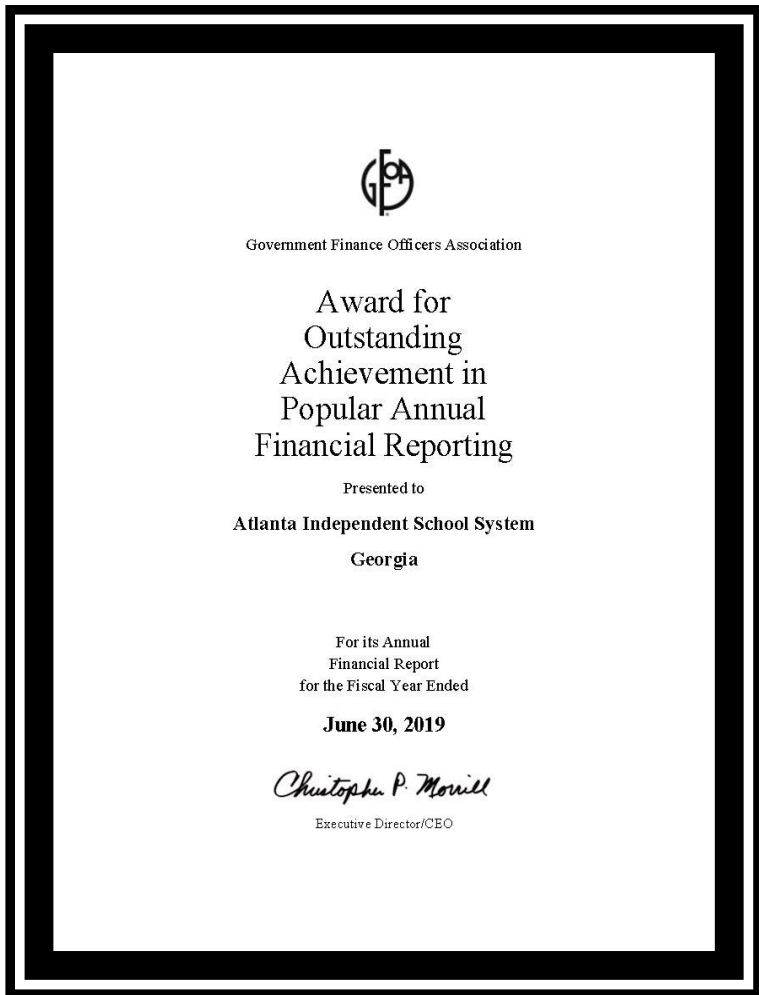 GFOA
Government Finance Officers Association
Award for
Outstanding
Achievement in
Popular Annual
Financial Reporting
Presented to
Atlanta Independent School System
Georgia
For its Annual
Financial Report
for the Fiscal Year Ended
June 30, 2019
Christopher P. Morrill
Executive Director/CEO